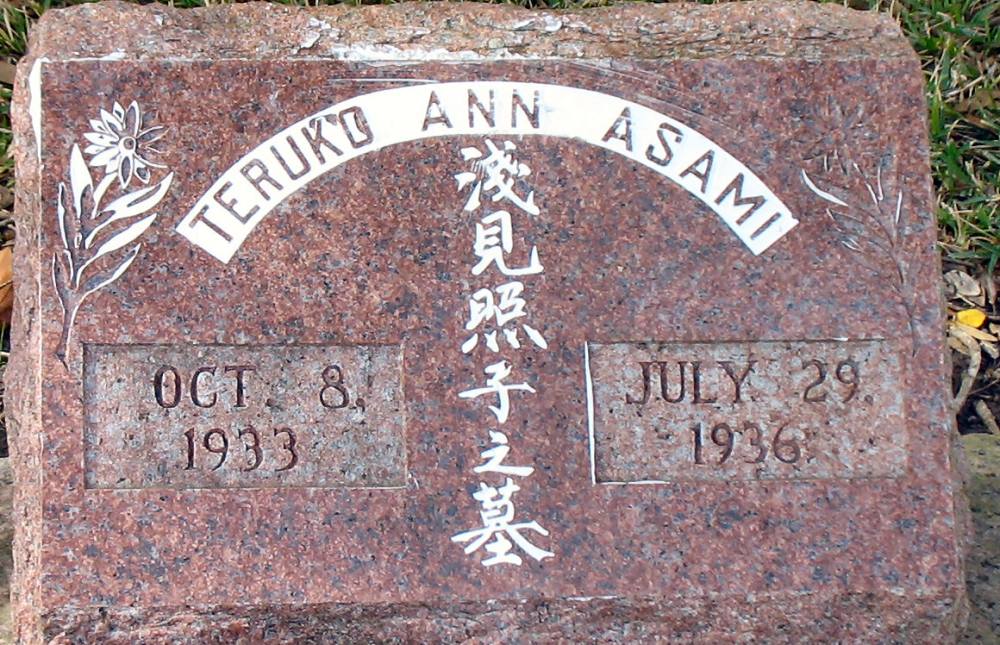 TERUKO ANN ASAMI
淺見照子之墓
OCT. 8,
1933
JULY 29,
1936